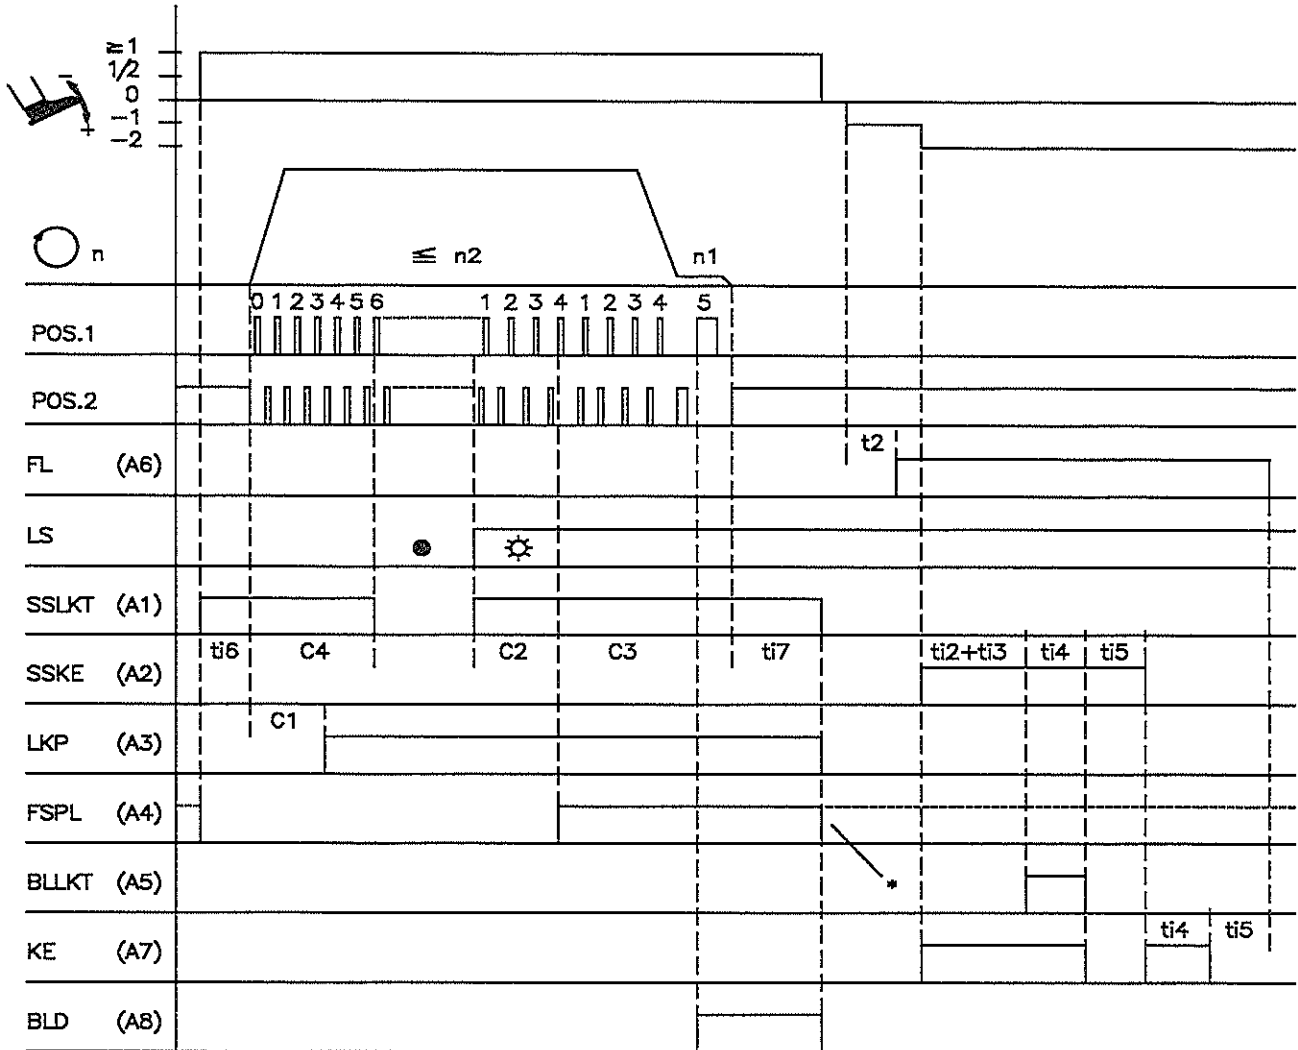 ≧1
1/2
0
-1
-2
-
+
n
≦ n2
n1
0 1 2 3 4 5 6 1 2 3 4 1 2 3 4 5
POS.1
POS.2
t2
FL (A6)
LS
SSLKT (A1)
ti6 C4 C2 C3 ti7 ti2+ti3 ti4 ti5
SSKE (A2)
C1
LKP (A3)
FSPL (A4)
BLLKT (A5) *
ti4 ti5
KE (A7)
BLD (A8)